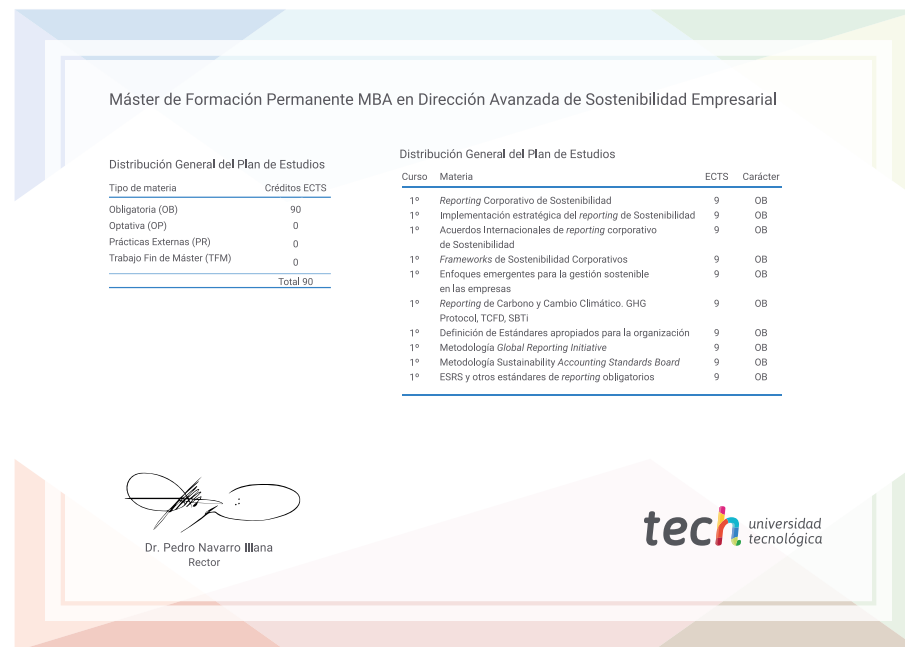 Máster de Formación Permanente MBA en Dirección Avanzada de Sostenibilidad Empresarial
Distribución General del Plan de Estudios
Tipo de materia Créditos ECTS
Obligatoria (OB) 90
Optativa (OP) 0
Prácticas Externas (PR) 0
Trabajo Fin de Máster (TFM) 0
Total 90
Distribución General del Plan de Estudios
Curso Materia ECTS Carácter
1º Reporting Corporativo de Sostenibilidad 9 OB
1º Implementación estratégica del reporting de Sostenibilidad 9 OB
1º Acuerdos Internacionales de reporting corporativo 9 OB
de Sostenibilidad
1º Frameworks de Sostenibilidad Corporativos 9 OB
1º Enfoques emergentes para la gestión sostenible 9 OB
en las empresas
1º Reporting de Carbono y Cambio Climático. GHG 9 OB
Protocol, TCFD, SBTi
1º Definición de Estándares apropiados para la organización 9 OB
1º Metodología Global Reporting Initiative 9 OB
1º Metodología Sustainability Accounting Standards Board 9 OB
1º ESRS y otros estándares de reporting obligatorios 9 OB
Dr. Pedro Navarro Illana
Rector
tech universidad
tecnológica